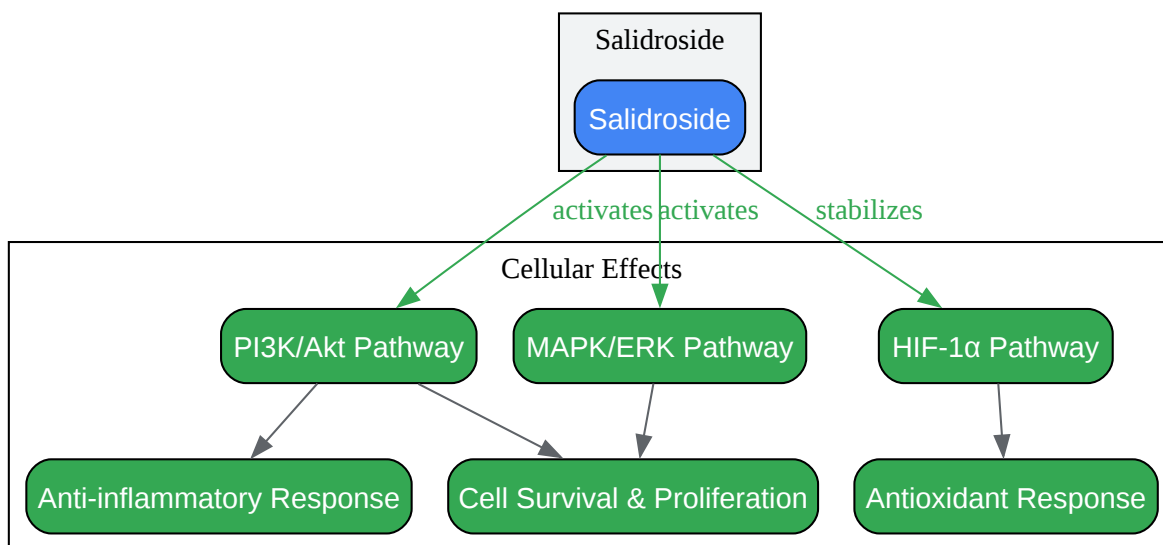 Salidroside
Salidroside
activates
activates
stabilizes
Cellular Effects
PI3K/Akt Pathway
MAPK/ERK Pathway
HIF-1α Pathway
Anti-inflammatory Response
Cell Survival & Proliferation
Antioxidant Response